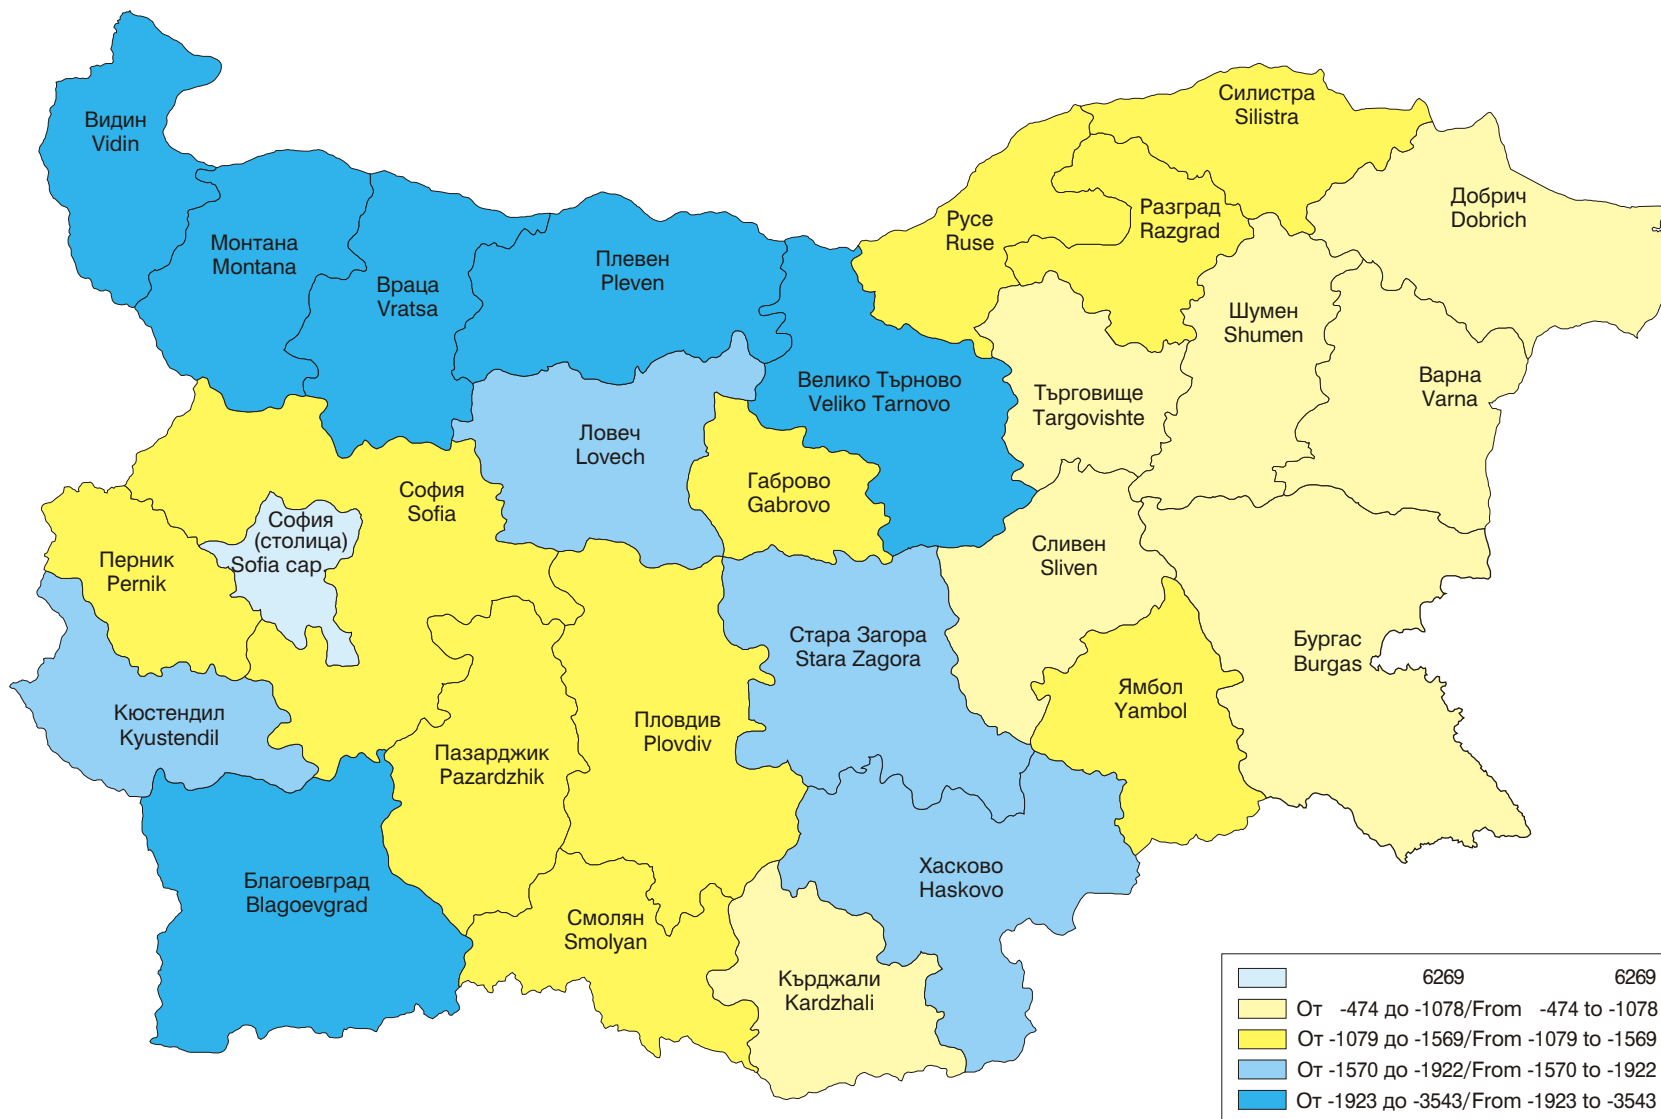 Видин
Vidin
Монтана
Montana
Враца
Vratsa
Плевен
Pleven
Велико Търново
Veliko Tarnovo
Русе
Ruse
Силистра
Silistra
Разград
Razgrad
Добрич
Dobrich
Шумен
Shumen
Варна
Varna
Търговище
Targovishte
Ловеч
Lovech
Габрово
Gabrovo
София
Sofia
София
(столица)
Sofia cap.
Перник
Pernik
Кюстендил
Kyustendil
Благоевград
Blagoevgrad
Пазарджик
Pazardzhik
Пловдив
Plovdiv
Смолян
Smolyan
Стара Загора
Stara Zagora
Сливен
Sliven
Ямбол
Yambol
Бургас
Burgas
Хасково
Haskovo
Кърджали
Kardzhali
6269 6269
От -474 до -1078/From -474 to -1078
От -1079 до -1569/From -1079 to -1569
От -1570 до -1922/From -1570 to -1922
От -1923 до -3543/From -1923 to -3543